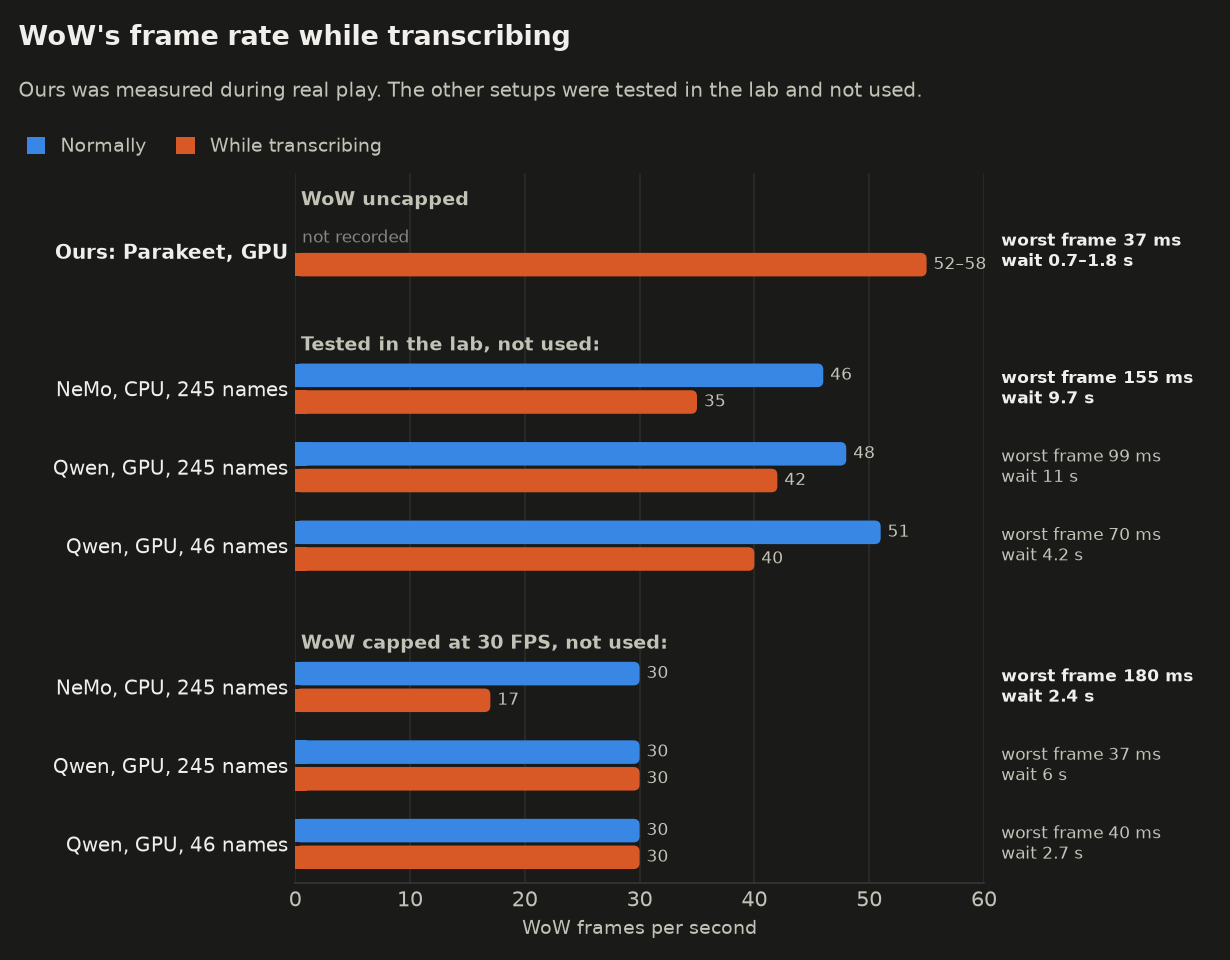 WoW's frame rate while transcribing
Ours was measured during real play. The other setups were tested in the lab and not used.
Normally
While transcribing
WoW uncapped
Ours: Parakeet, GPU
not recorded
52–58
worst frame 37 ms
wait 0.7–1.8 s
Tested in the lab, not used:
NeMo, CPU, 245 names
46
35
worst frame 155 ms
wait 9.7 s
Qwen, GPU, 245 names
48
42
worst frame 99 ms
wait 11 s
Qwen, GPU, 46 names
51
40
worst frame 70 ms
wait 4.2 s
WoW capped at 30 FPS, not used:
NeMo, CPU, 245 names
30
17
worst frame 180 ms
wait 2.4 s
Qwen, GPU, 245 names
30
30
worst frame 37 ms
wait 6 s
Qwen, GPU, 46 names
30
30
worst frame 40 ms
wait 2.7 s
0 10 20 30 40 50 60
WoW frames per second